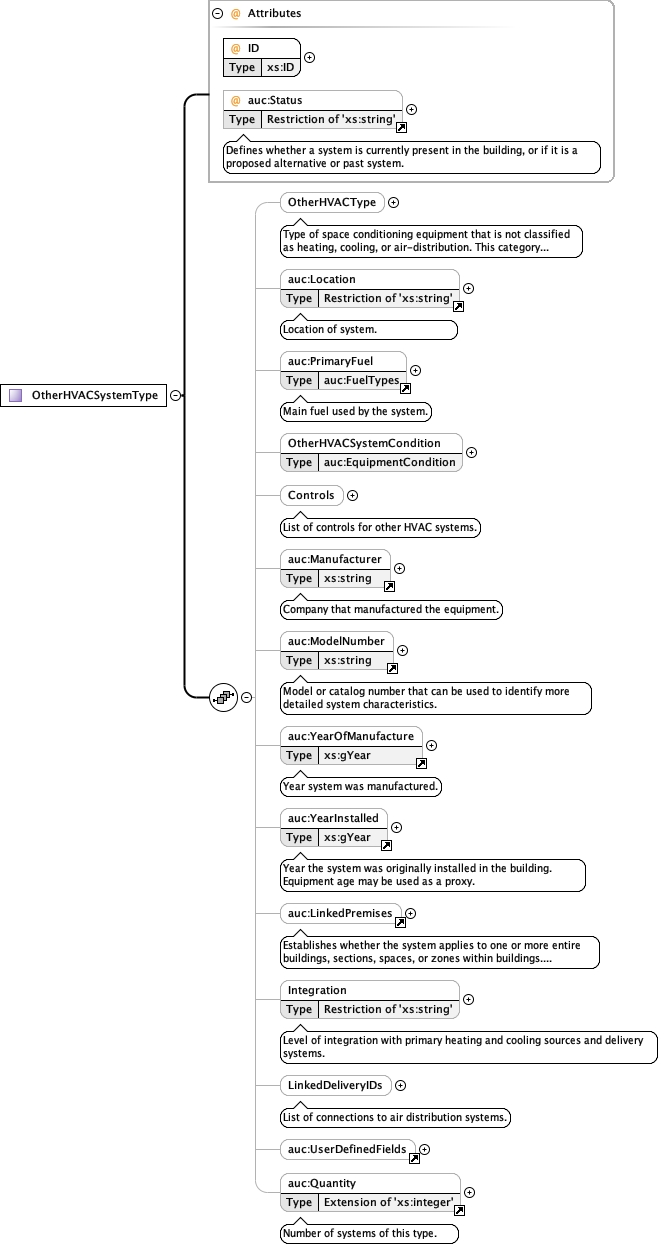 Attributes
@ ID
Type xs:ID
@ auc:Status
Type Restriction of 'xs:string'
Defines whether a system is currently present in the building, or if it is a
proposed alternative or past system.
OtherHVACType
Type of space conditioning equipment that is not classified
as heating, cooling, or air-distribution. This category...
auc:Location
Type Restriction of 'xs:string'
Location of system.
auc:PrimaryFuel
Type auc:FuelTypes
Main fuel used by the system.
OtherHVACSystemType
OtherHVACSystemCondition
Type auc:EquipmentCondition
Controls
List of controls for other HVAC systems.
auc:Manufacturer
Type xs:string
Company that manufactured the equipment.
auc:ModelNumber
Type xs:string
Model or catalog number that can be used to identify more
detailed system characteristics.
auc:YearOfManufacture
Type xs:gYear
Year system was manufactured.
auc:YearInstalled
Type xs:gYear
Year the system was originally installed in the building.
Equipment age may be used as a proxy.
auc:LinkedPremises
Establishes whether the system applies to one or more entire
buildings, sections, spaces, or zones within buildings....
Integration
Type Restriction of 'xs:string'
Level of integration with primary heating and cooling sources and delivery
systems.
LinkedDeliveryIDs
List of connections to air distribution systems.
auc:UserDefinedFields
auc:Quantity
Type Extension of 'xs:integer'
Number of systems of this type.